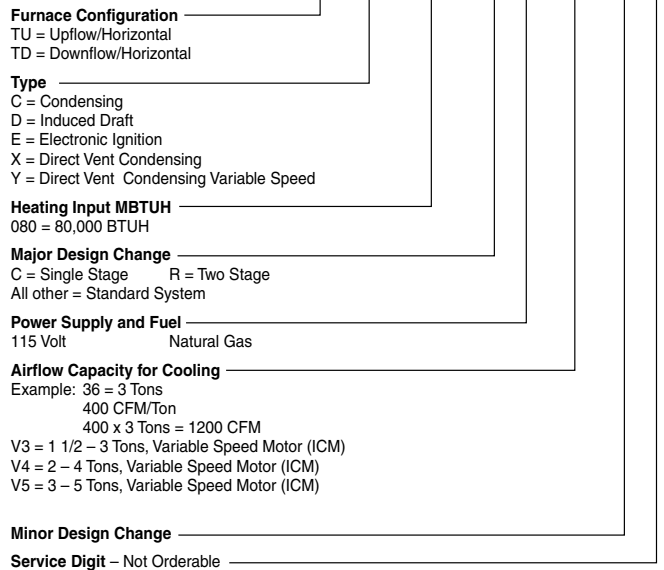 Furnace Configuration
TU = Upflow/Horizontal
TD = Downflow/Horizontal
Type
C = Condensing
D = Induced Draft
E = Electronic Ignition
X = Direct Vent Condensing
Y = Direct Vent Condensing Variable Speed
Heating Input MBTUH
080 = 80,000 BTUH
Major Design Change
C = Single Stage R = Two Stage
All other = Standard System
Power Supply and Fuel
115 Volt Natural Gas
Airflow Capacity for Cooling
Example: 36 = 3 Tons
400 CFM/Ton
400 x 3 Tons = 1200 CFM
V3 = 1 1/2 – 3 Tons, Variable Speed Motor (ICM)
V4 = 2 – 4 Tons, Variable Speed Motor (ICM)
V5 = 3 – 5 Tons, Variable Speed Motor (ICM)
Minor Design Change
Service Digit – Not Orderable